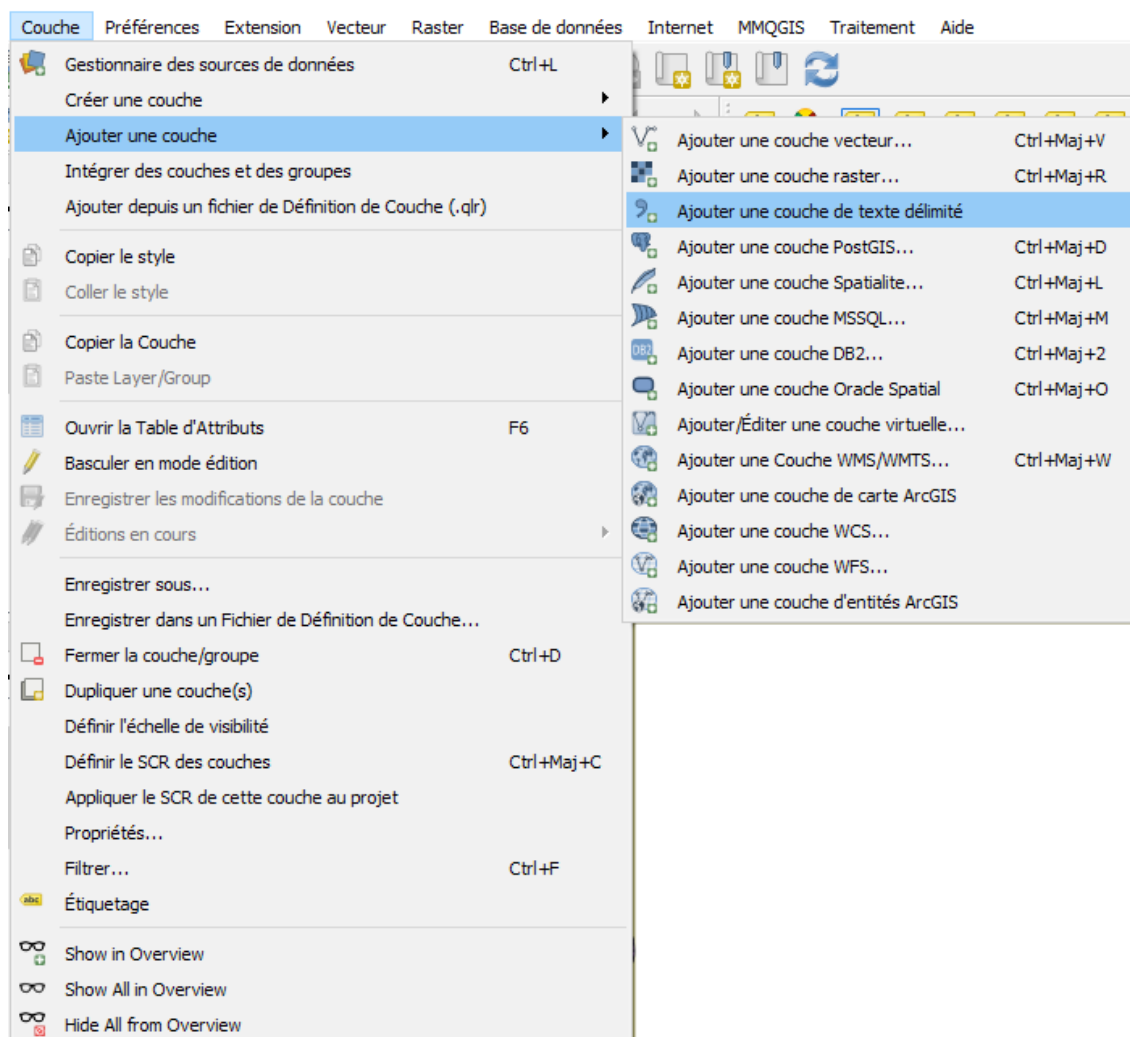 Couche Préférences Extension Vecteur Raster Base de données Internet MMQGIS Traitement Aide
Gestionnaire des sources de données Ctrl+L
Créer une couche
Ajouter une couche
Intégrer des couches et des groupes
Ajouter depuis un fichier de Définition de Couche (.qlr)
Copier le style
Coller le style
Copier la Couche
Paste Layer/Group
Ouvrir la Table d'Attributs F6
Basculer en mode édition
Enregistrer les modifications de la couche
Éditions en cours
Enregistrer sous...
Enregistrer dans un Fichier de Définition de Couche...
Fermer la couche/groupe Ctrl+D
Dupliquer une couche(s)
Définir l'échelle de visibilité
Définir le SCR des couches Ctrl+Maj+C
Appliquer le SCR de cette couche au projet
Propriétés...
Filtrer... Ctrl+F
abc Étiquetage
Show in Overview
Show All in Overview
Hide All from Overview
Ajouter une couche vecteur... Ctrl+Maj+V
Ajouter une couche raster... Ctrl+Maj+R
Ajouter une couche de texte délimité
Ajouter une couche PostGIS... Ctrl+Maj+D
Ajouter une couche Spatialite... Ctrl+Maj+L
Ajouter une couche MSSQL... Ctrl+Maj+M
DB2 Ajouter une couche DB2... Ctrl+Maj+2
Ajouter une couche Oracle Spatial Ctrl+Maj+O
Ajouter/Éditer une couche virtuelle...
Ajouter une Couche WMS/WMTS... Ctrl+Maj+W
Ajouter une couche de carte ArcGIS
Ajouter une couche WCS...
Ajouter une couche WFS...
Ajouter une couche d'entités ArcGIS